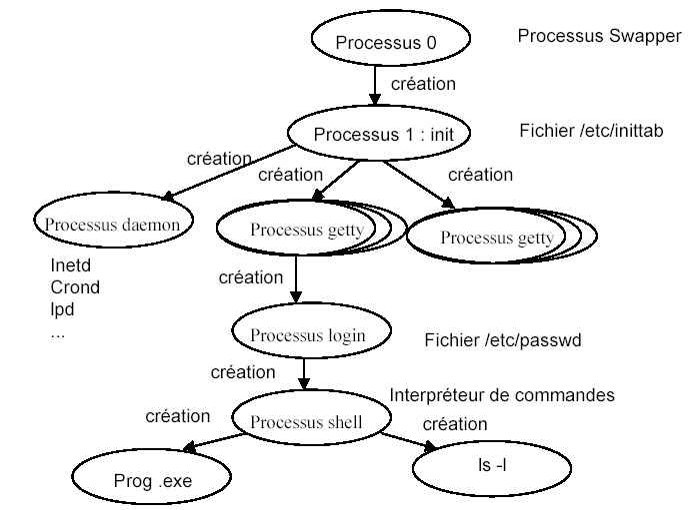 Processus 0
Processus Swapper
création
Processus 1 : init
Fichier /etc/inittab
création
création
création
Processus daemon
Processus getty
Processus getty
Inetd
Crond
lpd
...
création
Processus login
Fichier /etc/passwd
création
Interpréteur de commandes
Processus shell
création
création
Prog .exe
ls -l